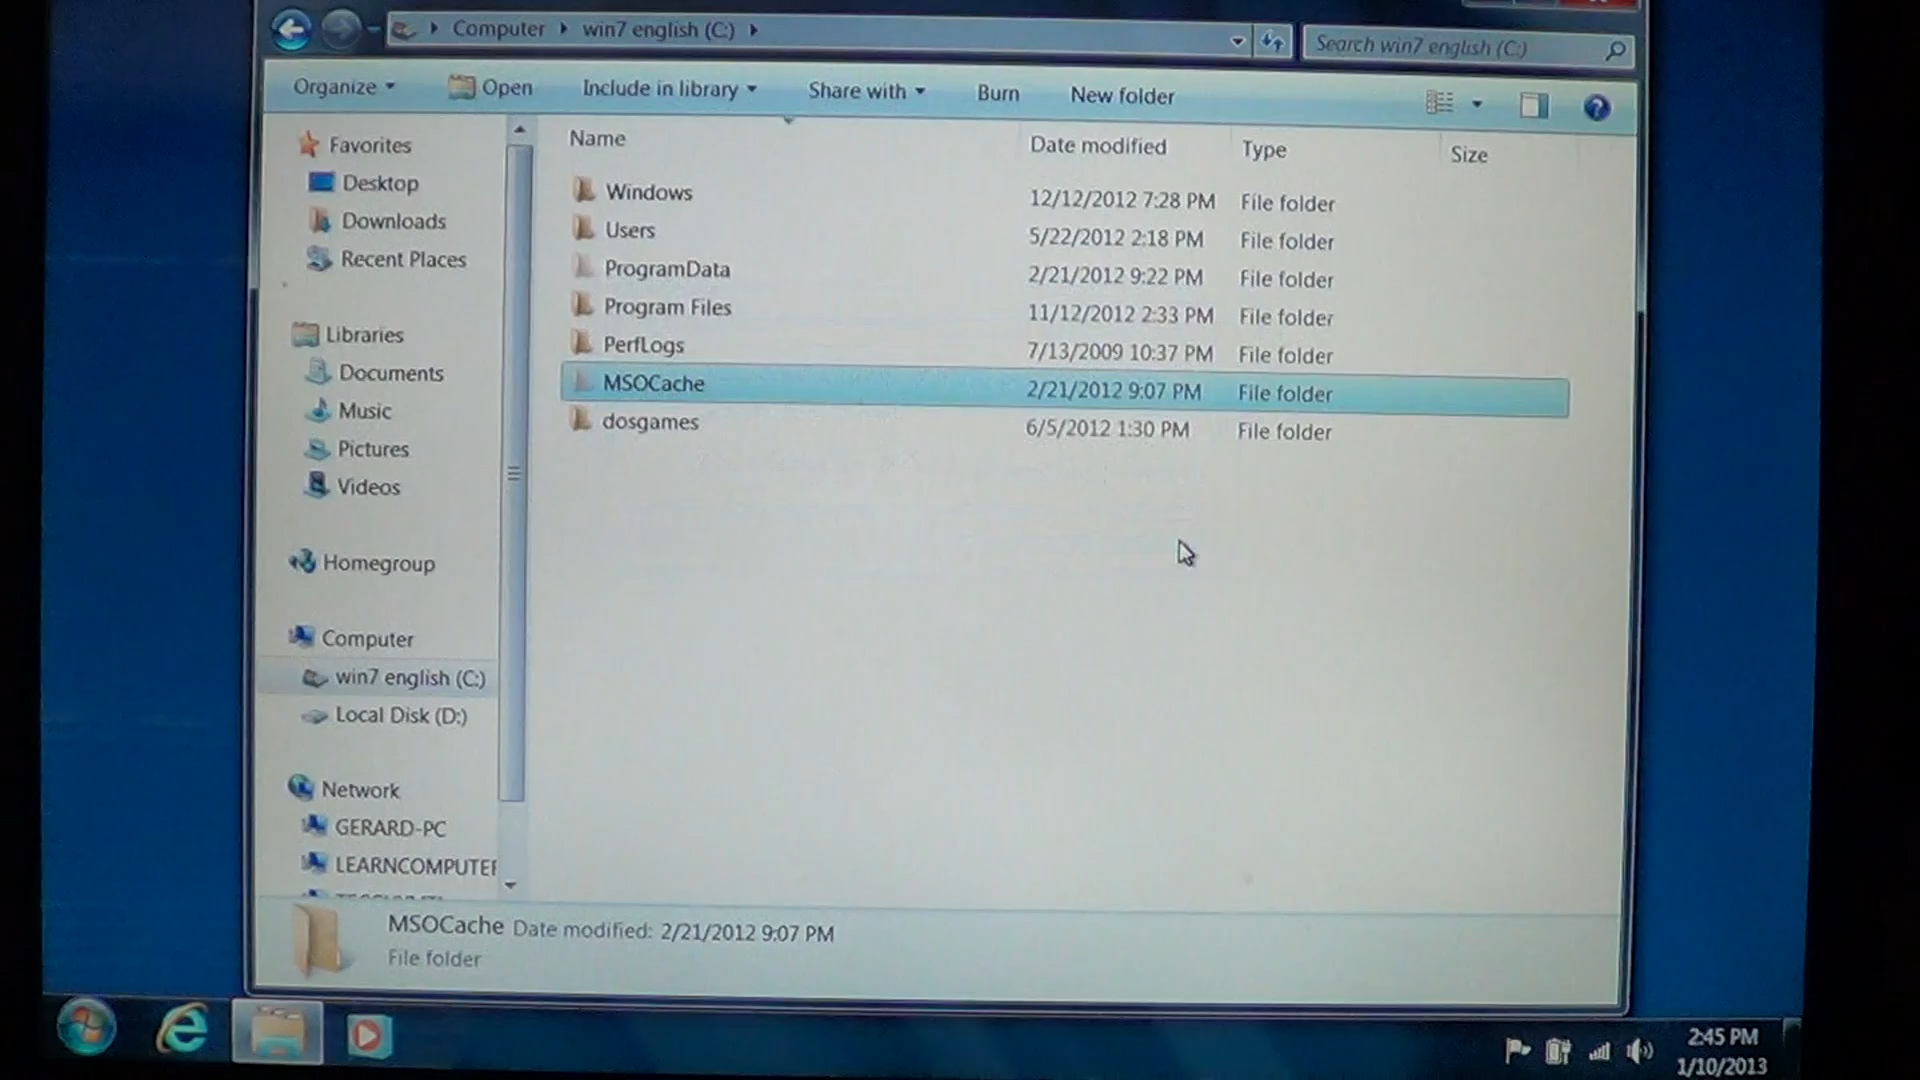 Computer win7 english (C:)
Search win7 english (C:)
Organize Open Include in library Share with Burn New folder
Name Date modified Type Size
Favorites
Desktop
Downloads
Recent Places
Libraries
Documents
Music
Pictures
Videos
Homegroup
Computer
win7 english (C:)
Local Disk (D:)
Network
GERARD-PC
LEARNCOMPUTER
Windows 12/12/2012 7:28 PM File folder
Users 5/22/2012 2:18 PM File folder
ProgramData 2/21/2012 9:22 PM File folder
Program Files 11/12/2012 2:33 PM File folder
PerfLogs 7/13/2009 10:37 PM File folder
MSOCache 2/21/2012 9:07 PM File folder
dosgames 6/5/2012 1:30 PM File folder
MSOCache Date modified: 2/21/2012 9:07 PM
File folder
2:45 PM
1/10/2013